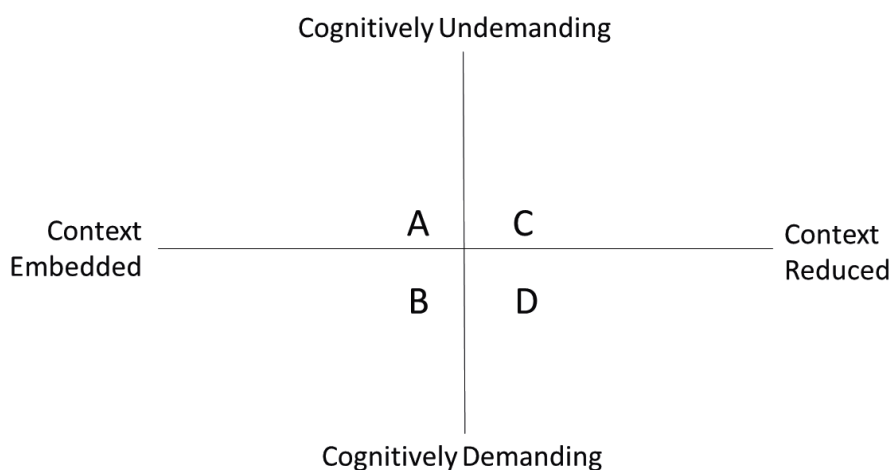 Cognitively Undemanding
A
C
Context
Embedded
Context
Reduced
B
D
Cognitively Demanding